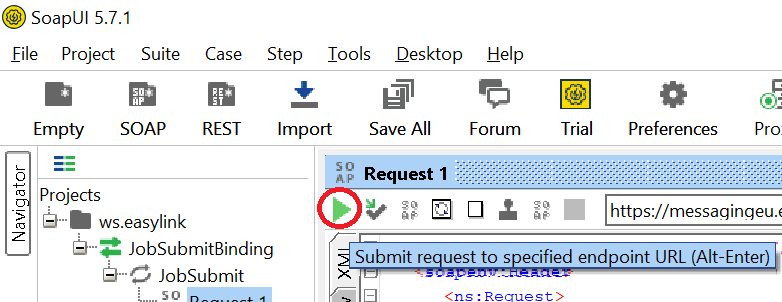 SoapUI 5.7.1
File Project Suite Case Step Tools Desktop Help
Empty SOAP REST Import Save All Forum Trial Preferences
Navigator
Projects
ws.easylink
JobSubmitBinding
JobSubmit
Request 1
SOAP Request 1
https://messagingeu.e
XML
Submit request to specified endpoint URL (Alt-Enter)
<soapenv:Header>
<ns:Request>